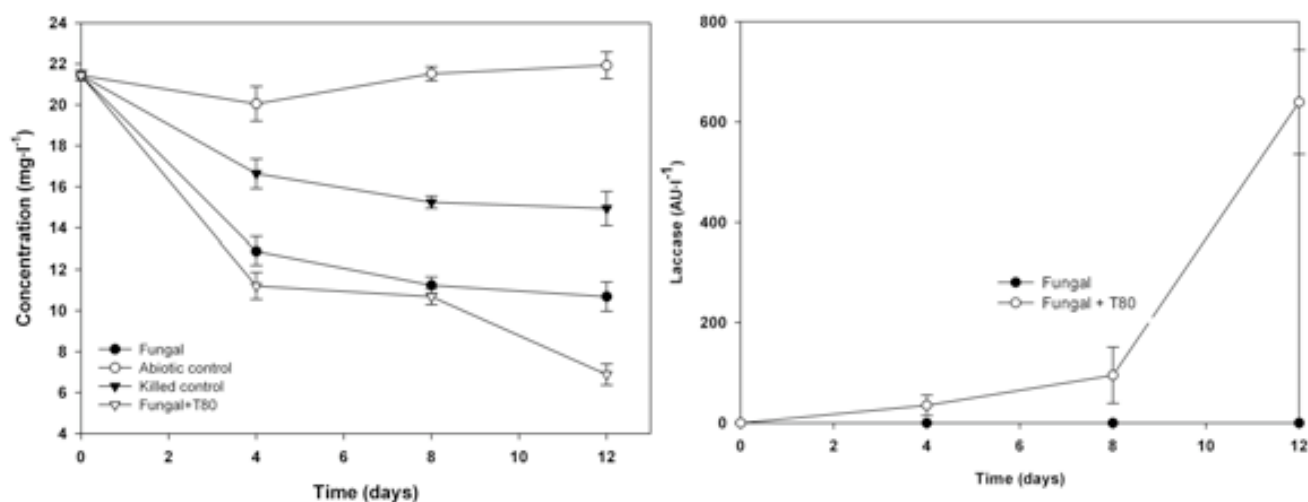 24
22
20
18
16
14
12
10
8
6
4
Concentration (mg·l⁻¹)
Fungal
Abiotic control
Killed control
Fungal+T80
0 2 4 6 8 10 12
Time (days)
800
600
400
200
0
Laccase (AU·l⁻¹)
Fungal
Fungal + T80
0 2 4 6 8 10 12
Time (days)